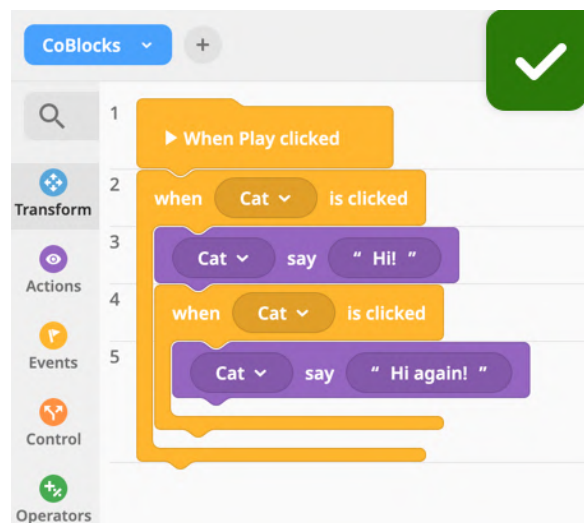 CoBlocks
1
When Play clicked
2
when Cat is clicked
Transform
3
Cat say “ Hi! ”
Actions
4
when Cat is clicked
Events
5
Cat say “ Hi again! ”
Control
Operators